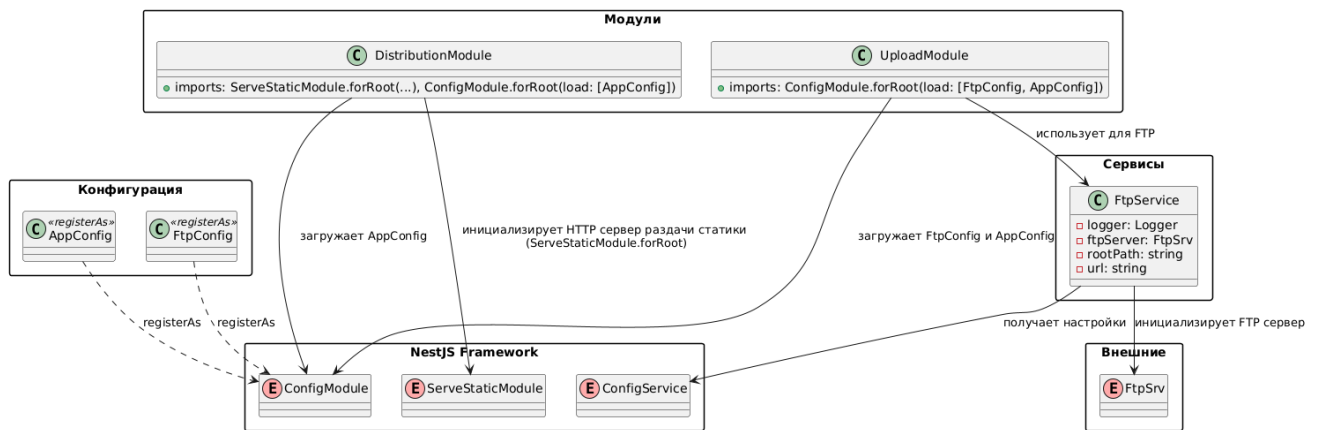 Модули
C DistributionModule
imports: ServeStaticModule.forRoot(...), ConfigModule.forRoot(load: [AppConfig])
C UploadModule
imports: ConfigModule.forRoot(load: [FtpConfig, AppConfig])
использует для FTP
Конфигурация
C «registerAs»
AppConfig
C «registerAs»
FtpConfig
Сервисы
C FtpService
logger: Logger
ftpServer: FtpSrv
rootPath: string
url: string
загружает AppConfig
инициализирует HTTP сервер раздачи статики
(ServeStaticModule.forRoot)
загружает FtpConfig и AppConfig
registerAs
registerAs
получает настройки
инициализирует FTP сервер
NestJS Framework
E ConfigModule
E ServeStaticModule
E ConfigService
Внешние
E FtpSrv